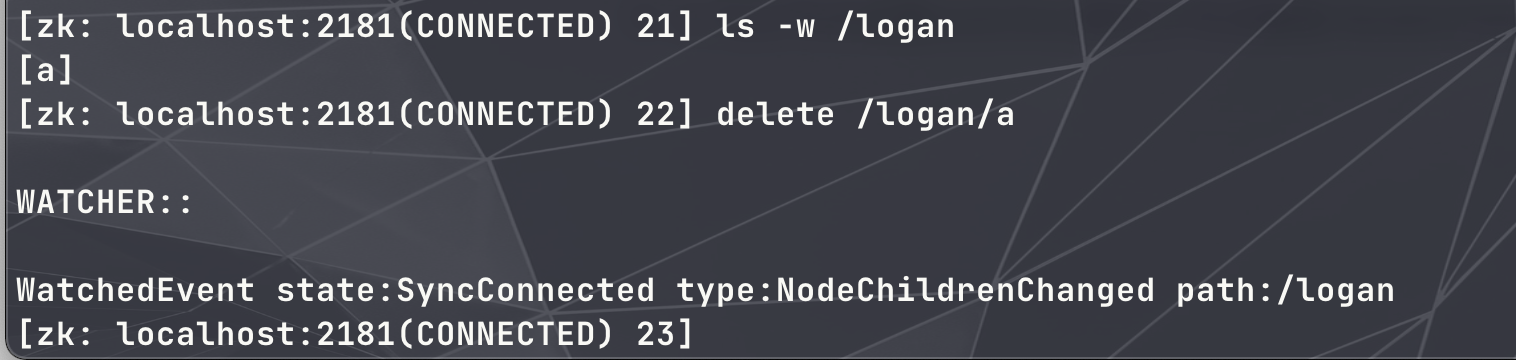 [zk: localhost:2181(CONNECTED) 21] ls -w /logan
[a]
[zk: localhost:2181(CONNECTED) 22] delete /logan/a
WATCHER::
WatchedEvent state:SyncConnected type:NodeChildrenChanged path:/logan
[zk: localhost:2181(CONNECTED) 23]